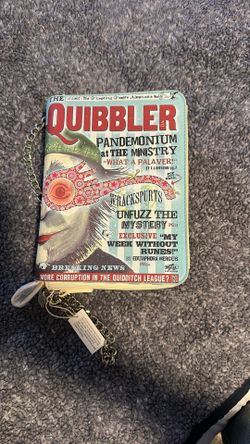 THE
QUIBBLER
PANDEMONIUM
AT THE MINISTRY
"WHAT A PALAVER!"
WRACKSPURTS
UNFUZZ THE
MYSTERY
EXCLUSIVE "MY
WEEK WITHOUT
RUNES!"
BY
BREAKING NEWS
MORE CORRUPTION IN THE QUIDDITCH LEAGUE?